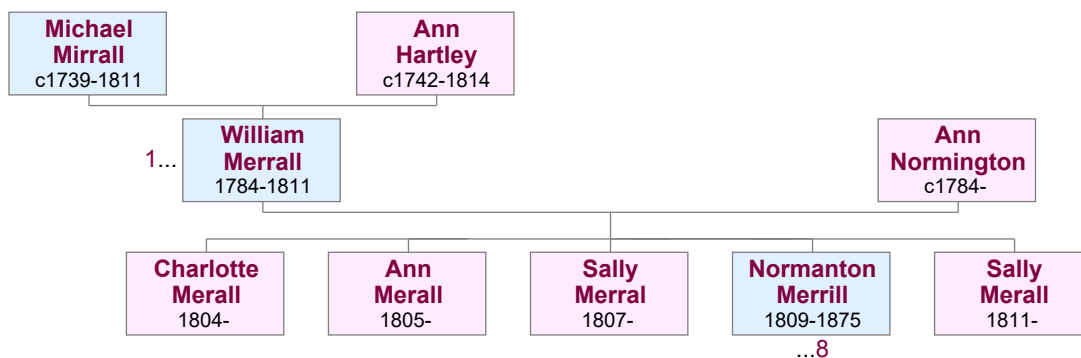 Michael
Mirrall
c1739-1811
Ann
Hartley
c1742-1814
1...
William
Merrall
1784-1811
Ann
Normington
c1784-
Charlotte
Merall
1804-
Ann
Merall
1805-
Sally
Merral
1807-
Normanton
Merrill
1809-1875
Sally
Merall
1811-
...8